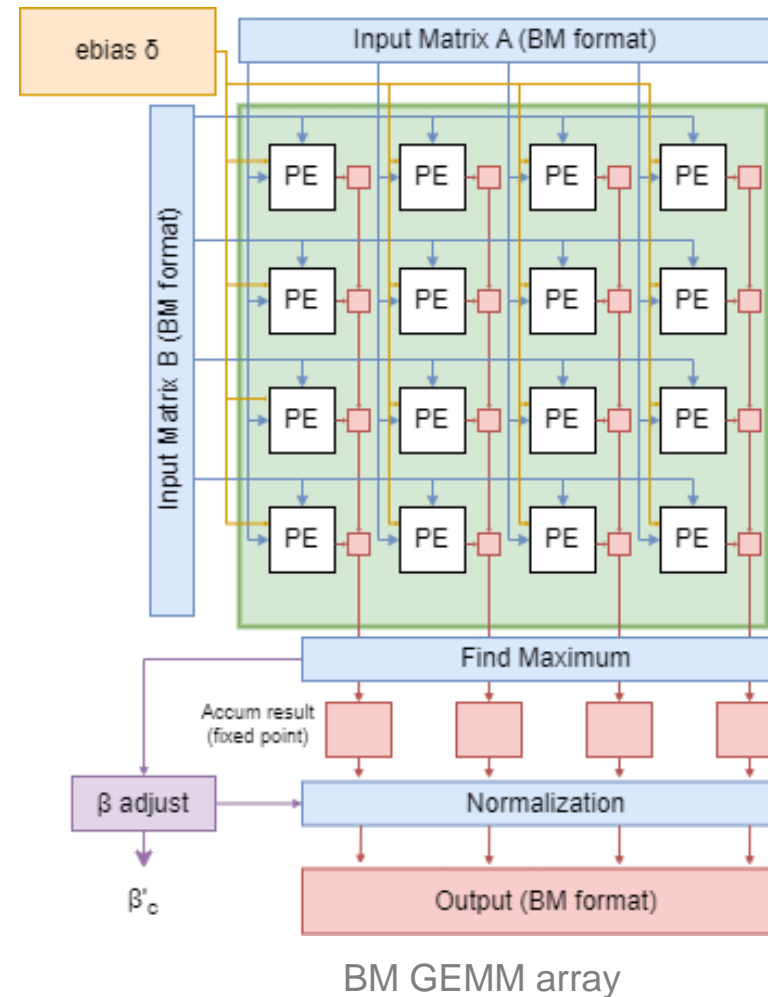 ebias δ
Input Matrix A (BM format)
Input Matrix B (BM format)
PE PE PE PE
PE PE PE PE
PE PE PE PE
PE PE PE PE
Find Maximum
Accum result
(fixed point)
β adjust
Normalization
β'c
Output (BM format)
BM GEMM array